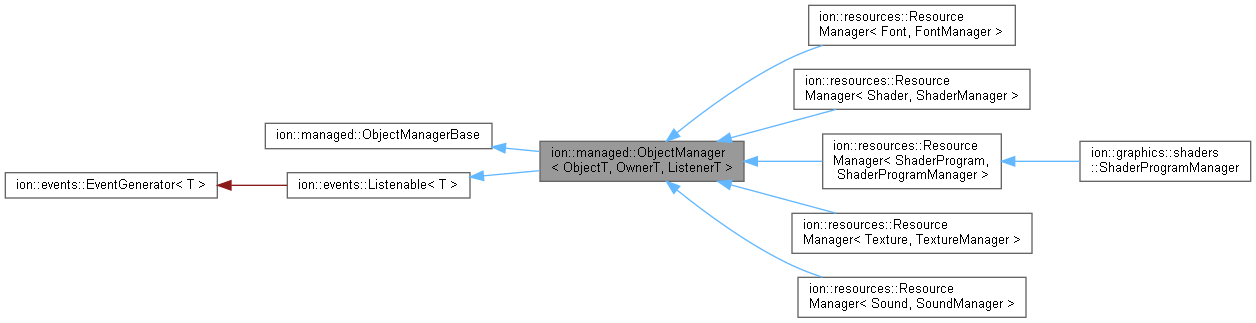 ion::resources::Resource
Manager< Font, FontManager >
ion::resources::Resource
Manager< Shader, ShaderManager >
ion::managed::ObjectManagerBase
ion::managed::ObjectManager
< ObjectT, OwnerT, ListenerT >
ion::resources::Resource
Manager< ShaderProgram,
ShaderProgramManager >
ion::graphics::shaders
::ShaderProgramManager
ion::events::EventGenerator< T >
ion::events::Listenable< T >
ion::resources::Resource
Manager< Texture, TextureManager >
ion::resources::Resource
Manager< Sound, SoundManager >